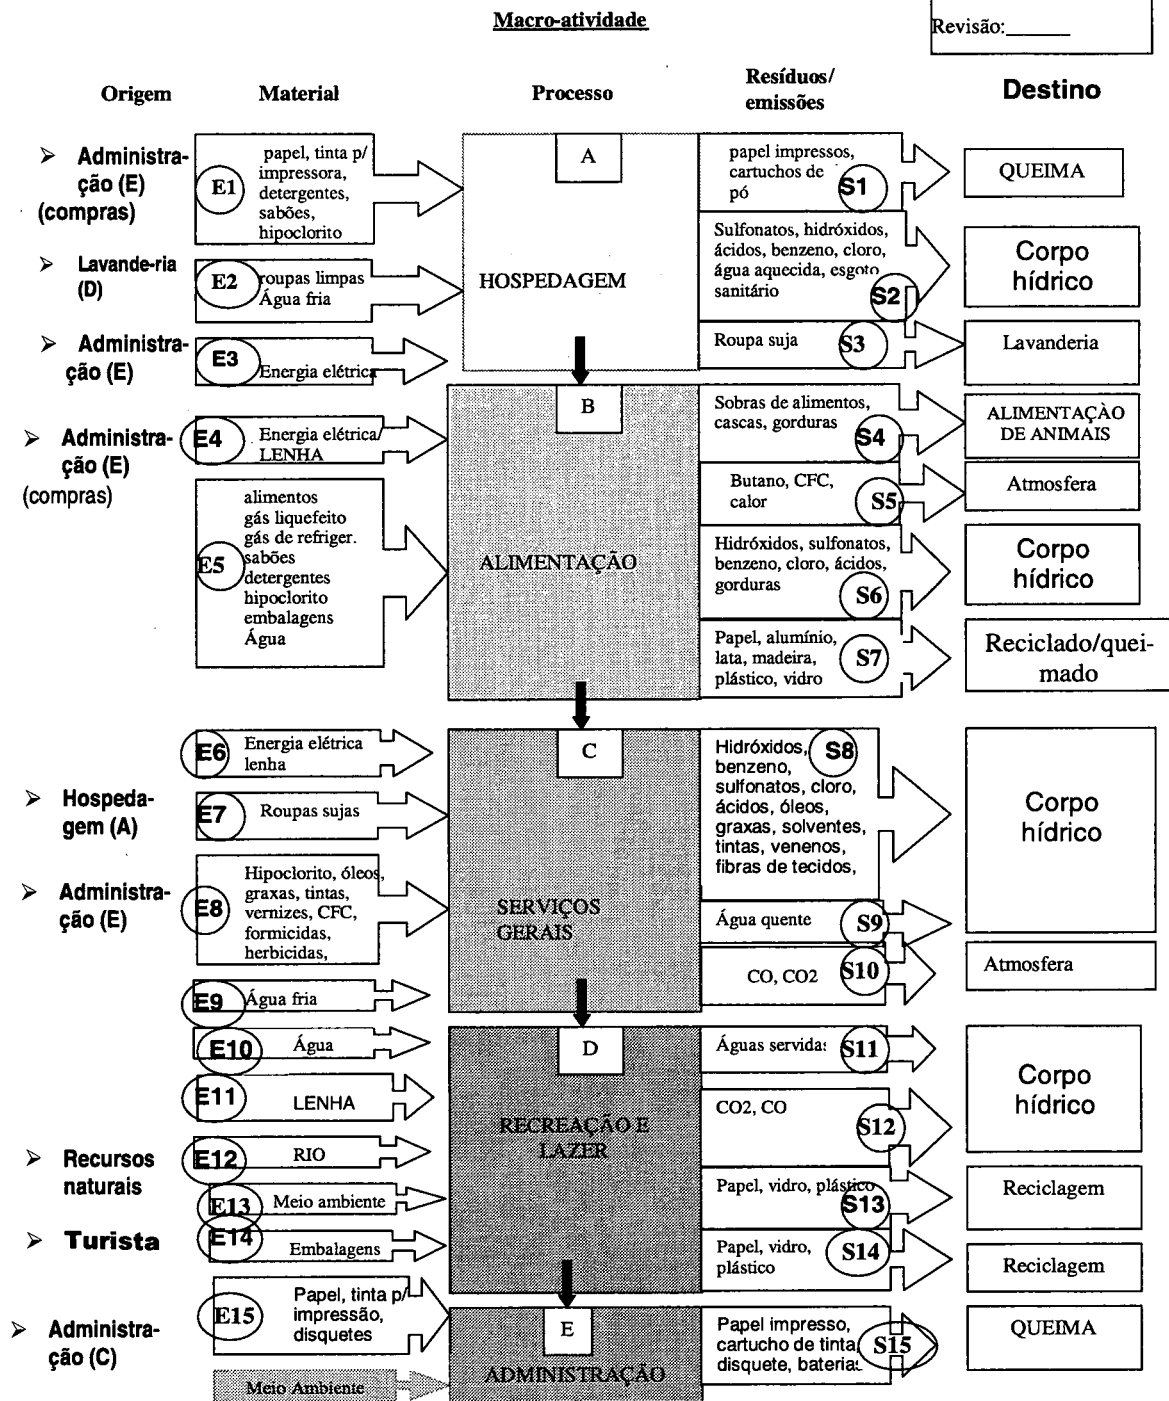 Macro-atividade
Revisão:______
Origem
Material
Processo
Resíduos/
emissões
Destino
➢ Administra-
ção (E)
(compras)
E1
papel, tinta p/
impressora,
detergentes,
sabões,
hipoclorito
A
HOSPEDAGEM
papel impressos,
cartuchos de
pó
S1
QUEIMA
➢ Lavande-ria
(D)
E2
roupas limpas
Água fria
Sulfonatos, hidróxidos,
ácidos, benzeno, cloro,
água aquecida, esgoto
sanitário
S2
Corpo
hídrico
➢ Administra-
ção (E)
E3
Energia elétrica
Roupa suja
S3
Lavanderia
➢ Administra-
ção (E)
(compras)
E4
Energia elétrica/
LENHA
B
ALIMENTAÇÃO
Sobras de alimentos,
cascas, gorduras
S4
ALIMENTAÇÀO
DE ANIMAIS
E5
alimentos
gás liquefeito
gás de refriger.
sabões
detergentes
hipoclorito
embalagens
Água
Butano, CFC,
calor
S5
Atmosfera
Hidróxidos, sulfonatos,
benzeno, cloro, ácidos,
gorduras
S6
Corpo
hídrico
Papel, alumínio,
lata, madeira,
plástico, vidro
S7
Reciclado/quei-
mado
E6
Energia elétrica
lenha
C
SERVIÇOS
GERAIS
Hidróxidos,
benzeno,
sulfonatos, cloro,
ácidos, óleos,
graxas, solventes,
tintas, venenos,
fibras de tecidos,
S8
Corpo
hídrico
➢ Hospeda-
gem (A)
E7
Roupas sujas
➢ Administra-
ção (E)
E8
Hipoclorito, óleos,
graxas, tintas,
vernizes, CFC,
formicidas,
herbicidas,
Água quente
S9
CO, CO2
S10
Atmosfera
E9
Água fria
E10
Água
D
RECREAÇÃO E
LAZER
Águas servidas
S11
Corpo
hídrico
E11
LENHA
CO2, CO
S12
➢ Recursos
naturais
E12
RIO
E13
Meio ambiente
Papel, vidro, plástico
S13
Reciclagem
➢ Turista
E14
Embalagens
Papel, vidro,
plástico
S14
Reciclagem
➢ Administra-
ção (C)
E15
Papel, tinta p/
impressão,
disquetes
E
ADMINISTRAÇÃO
Papel impresso,
cartucho de tinta,
disquete, baterias
S15
QUEIMA
Meio Ambiente